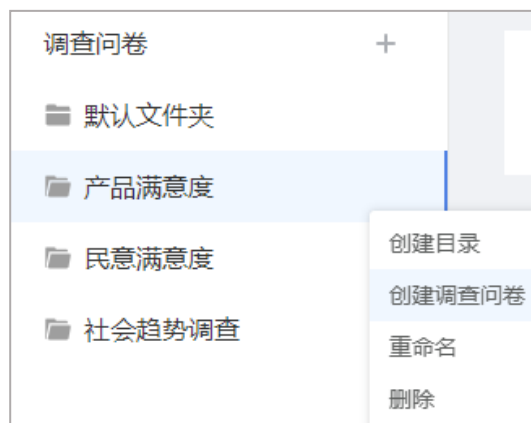 调查问卷
默认文件夹
产品满意度
民意满意度
社会趋势调查
创建目录
创建调查问卷
重命名
删除